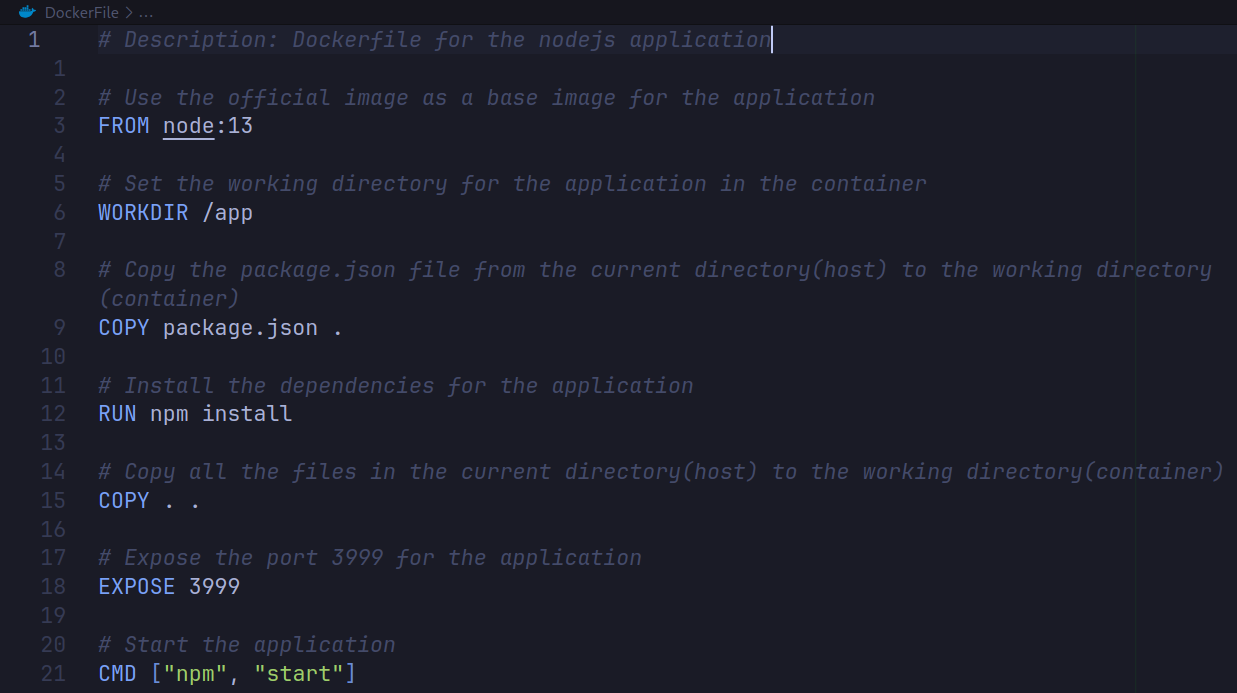 DockerFile > ...
1 # Description: Dockerfile for the nodejs application
1
2 # Use the official image as a base image for the application
3 FROM node:13
4
5 # Set the working directory for the application in the container
6 WORKDIR /app
7
8 # Copy the package.json file from the current directory(host) to the working directory
(container)
9 COPY package.json .
10
11 # Install the dependencies for the application
12 RUN npm install
13
14 # Copy all the files in the current directory(host) to the working directory(container)
15 COPY . .
16
17 # Expose the port 3999 for the application
18 EXPOSE 3999
19
20 # Start the application
21 CMD ["npm", "start"]